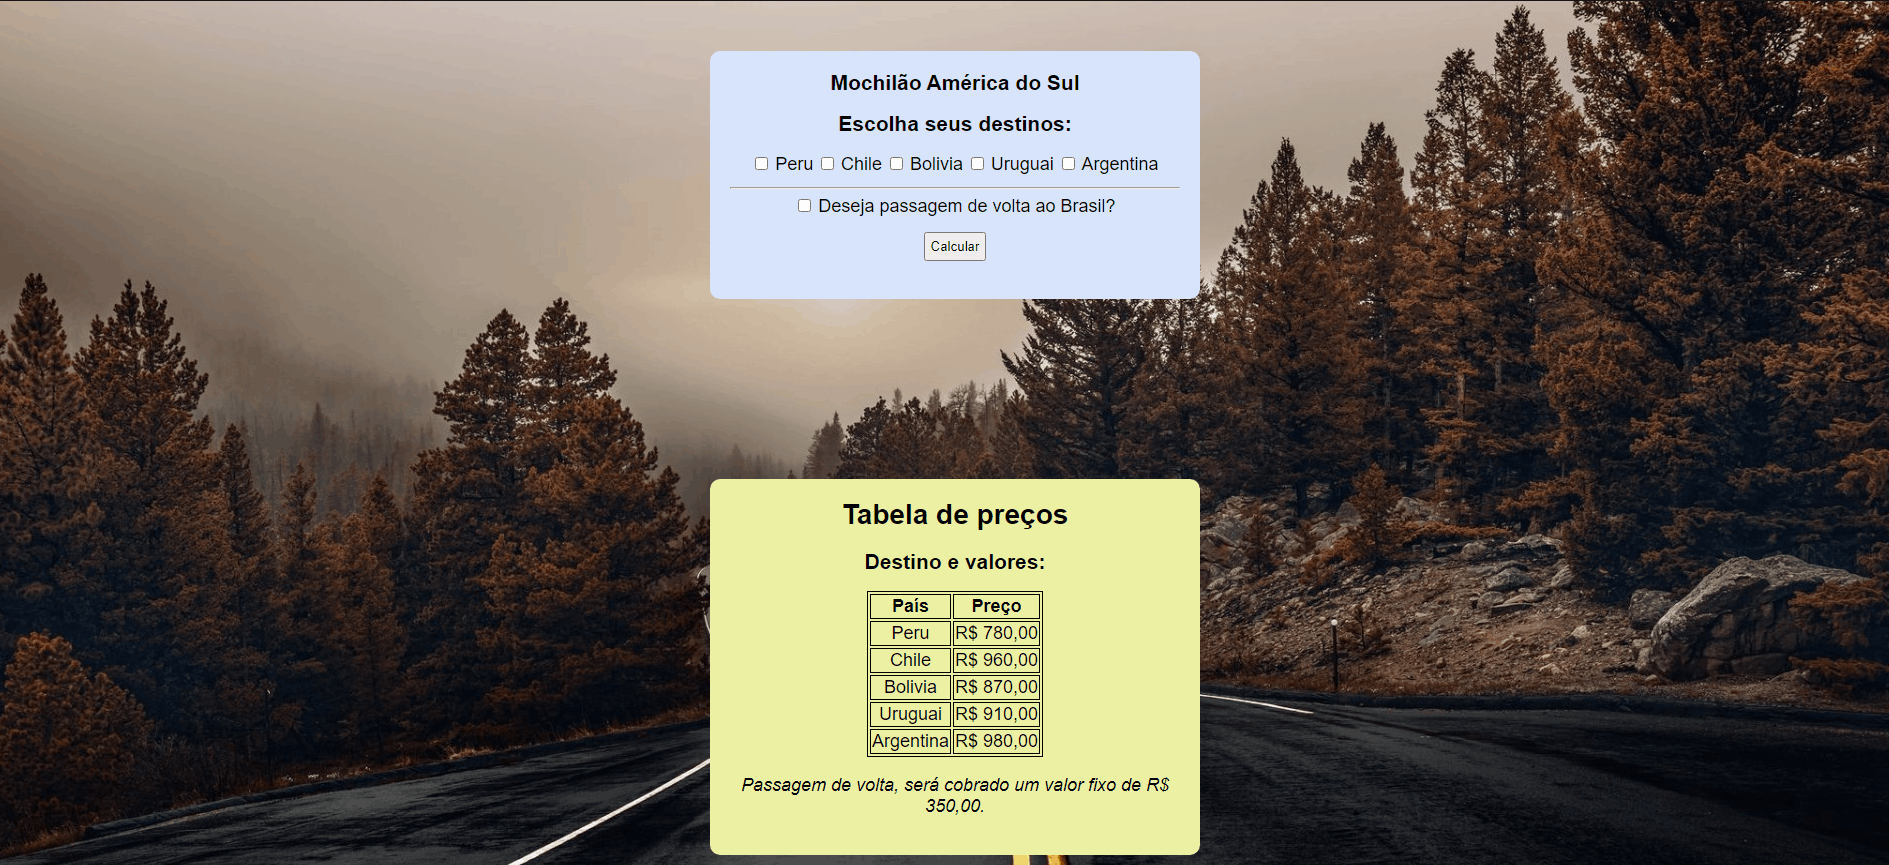 Mochilão América do Sul
Escolha seus destinos:
Peru Chile Bolivia Uruguai Argentina
Deseja passagem de volta ao Brasil?
Calcular
Tabela de preços
Destino e valores:
País Preço
Peru R$ 780,00
Chile R$ 960,00
Bolivia R$ 870,00
Uruguai R$ 910,00
Argentina R$ 980,00
Passagem de volta, será cobrado um valor fixo de R$
350,00.